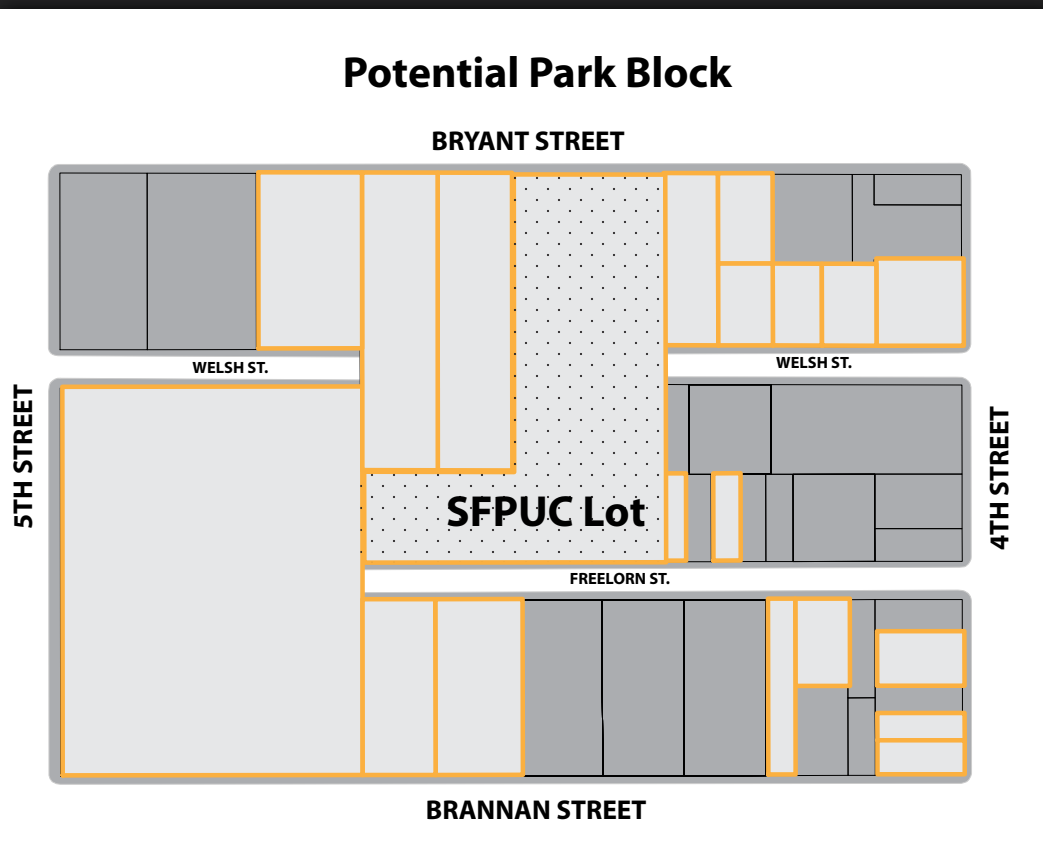 Potential Park Block
BRYANT STREET
WELSH ST.
WELSH ST.
5TH STREET
4TH STREET
SFPUC Lot
FREELORN ST.
BRANNAN STREET